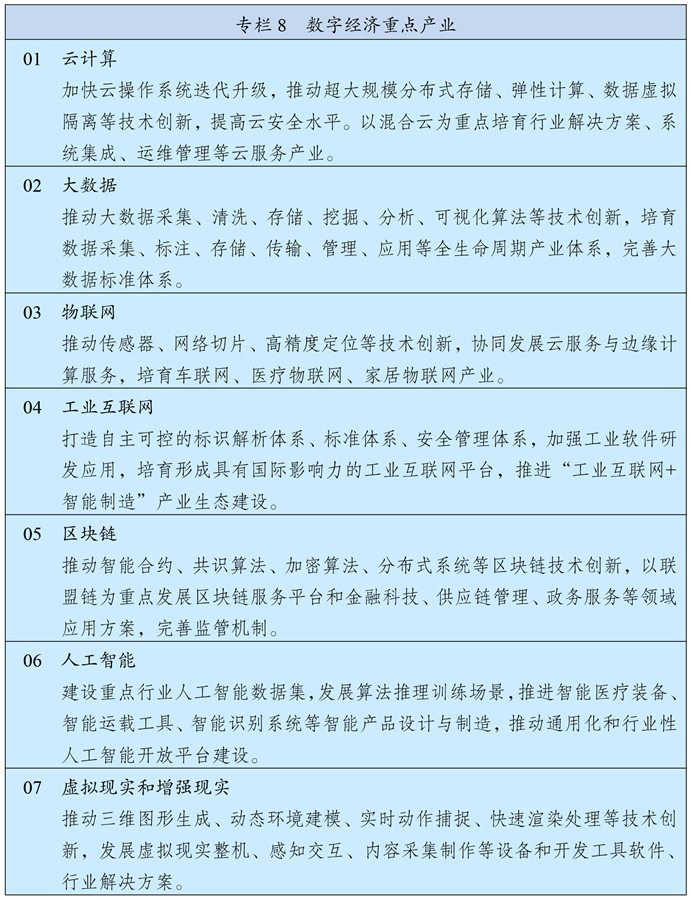 专栏 8 数字经济重点产业
01 云计算
加快云操作系统迭代升级，推动超大规模分布式存储、弹性计算、数据虚拟
隔离等技术创新，提高云安全水平。以混合云为重点培育行业解决方案、系
统集成、运维管理等云服务产业。
02 大数据
推动大数据采集、清洗、存储、挖掘、分析、可视化算法等技术创新，培育
数据采集、标注、存储、传输、管理、应用等全生命周期产业体系，完善大
数据标准体系。
03 物联网
推动传感器、网络切片、高精度定位等技术创新，协同发展云服务与边缘计
算服务，培育车联网、医疗物联网、家居物联网产业。
04 工业互联网
打造自主可控的标识解析体系、标准体系、安全管理体系，加强工业软件研
发应用，培育形成具有国际影响力的工业互联网平台，推进“工业互联网+
智能制造”产业生态建设。
05 区块链
推动智能合约、共识算法、加密算法、分布式系统等区块链技术创新，以联
盟链为重点发展区块链服务平台和金融科技、供应链管理、政务服务等领域
应用方案，完善监管机制。
06 人工智能
建设重点行业人工智能数据集，发展算法推理训练场景，推进智能医疗装备、
智能运载工具、智能识别系统等智能产品设计与制造，推动通用化和行业性
人工智能开放平台建设。
07 虚拟现实和增强现实
推动三维图形生成、动态环境建模、实时动作捕捉、快速渲染处理等技术创
新，发展虚拟现实整机、感知交互、内容采集制作等设备和开发工具软件、
行业解决方案。